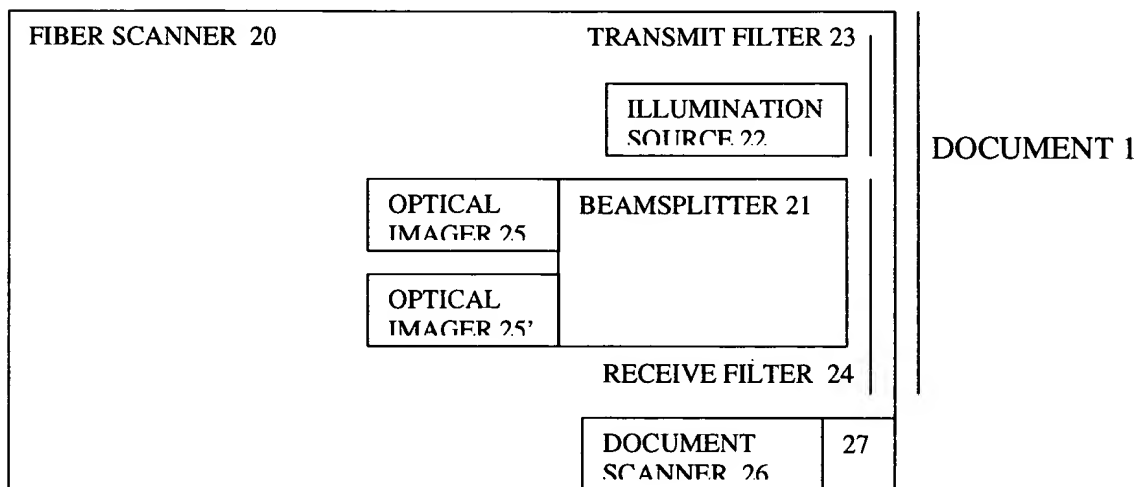 FIBER SCANNER 20
TRANSMIT FILTER 23
ILLUMINATION
SOURCE 22
DOCUMENT 1
OPTICAL
IMAGER 25
BEAMSPLITTER 21
OPTICAL
IMAGER 25'
RECEIVE FILTER 24
DOCUMENT
SCANNER 26
27